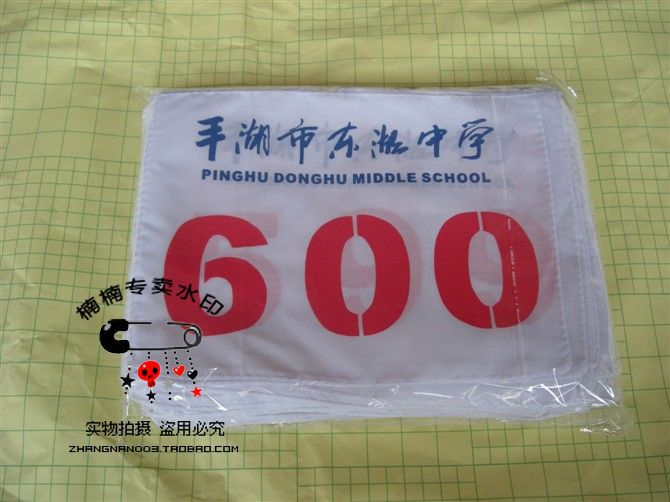 平湖市东湖中学
PINGHU DONGHU MIDDLE SCHOOL
600
楠楠专卖水印
实物拍摄 盗用必究
ZHANGNAN003.TAOBAO.COM